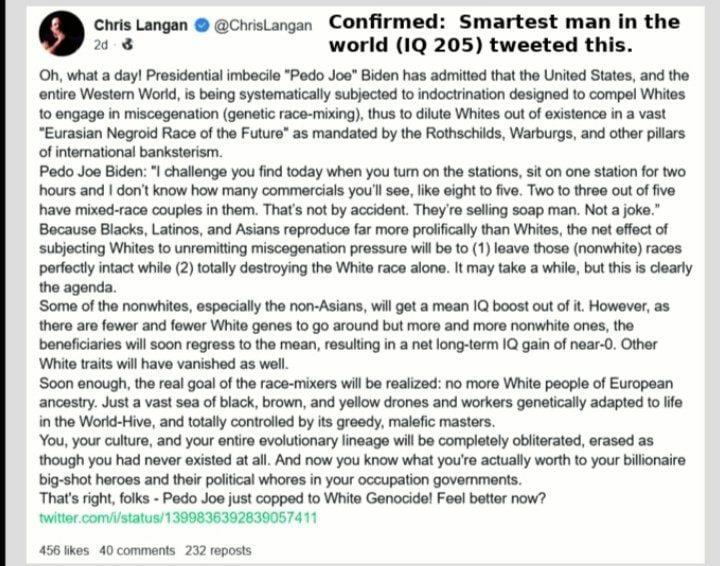 Chris Langan @ChrisLangan Confirmed: Smartest man in the
2d · world (IQ 205) tweeted this.
Oh, what a day! Presidential imbecile "Pedo Joe" Biden has admitted that the United States, and the
entire Western World, is being systematically subjected to indoctrination designed to compel Whites
to engage in miscegenation (genetic race-mixing), thus to dilute Whites out of existence in a vast
"Eurasian Negroid Race of the Future" as mandated by the Rothschilds, Warburgs, and other pillars
of international banksterism.
Pedo Joe Biden: "I challenge you find today when you turn on the stations, sit on one station for two
hours and I don't know how many commercials you'll see, like eight to five. Two to three out of five
have mixed-race couples in them. That's not by accident. They're selling soap man. Not a joke."
Because Blacks, Latinos, and Asians reproduce far more prolifically than Whites, the net effect of
subjecting Whites to unremitting miscegenation pressure will be to (1) leave those (nonwhite) races
perfectly intact while (2) totally destroying the White race alone. It may take a while, but this is clearly
the agenda.
Some of the nonwhites, especially the non-Asians, will get a mean IQ boost out of it. However, as
there are fewer and fewer White genes to go around but more and more nonwhite ones, the
beneficiaries will soon regress to the mean, resulting in a net long-term IQ gain of near-0. Other
White traits will have vanished as well.
Soon enough, the real goal of the race-mixers will be realized: no more White people of European
ancestry. Just a vast sea of black, brown, and yellow drones and workers genetically adapted to life
in the World-Hive, and totally controlled by its greedy, malefic masters.
You, your culture, and your entire evolutionary lineage will be completely obliterated, erased as
though you had never existed at all. And now you know what you're actually worth to your billionaire
big-shot heroes and their political whores in your occupation governments.
That's right, folks - Pedo Joe just copped to White Genocide! Feel better now?
twitter.com/i/status/1399836392839057411
456 likes 40 comments 232 reposts